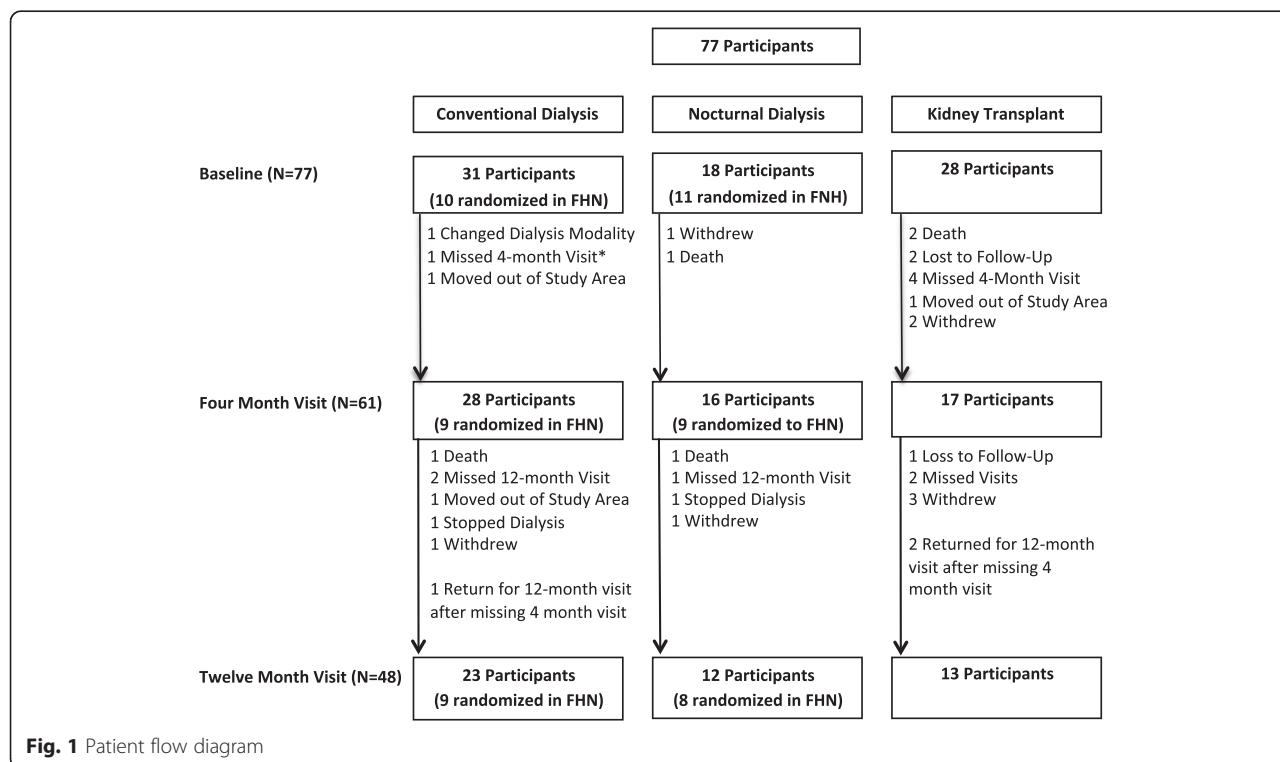 77 Participants
Conventional Dialysis
Nocturnal Dialysis
Kidney Transplant
Baseline (N=77)
31 Participants
(10 randomized in FHN)
18 Participants
(11 randomized in FNH)
28 Participants
1 Changed Dialysis Modality
1 Missed 4-month Visit*
1 Moved out of Study Area
1 Withdrew
1 Death
2 Death
2 Lost to Follow-Up
4 Missed 4-Month Visit
1 Moved out of Study Area
2 Withdrew
Four Month Visit (N=61)
28 Participants
(9 randomized in FHN)
16 Participants
(9 randomized to FHN)
17 Participants
1 Death
2 Missed 12-month Visit
1 Moved out of Study Area
1 Stopped Dialysis
1 Withdrew
1 Return for 12-month visit
after missing 4 month visit
1 Death
1 Missed 12-month Visit
1 Stopped Dialysis
1 Withdrew
1 Loss to Follow-Up
2 Missed Visits
3 Withdrew
2 Returned for 12-month
visit after missing 4
month visit
Twelve Month Visit (N=48)
23 Participants
(9 randomized in FHN)
12 Participants
(8 randomized in FHN)
13 Participants
Fig. 1 Patient flow diagram